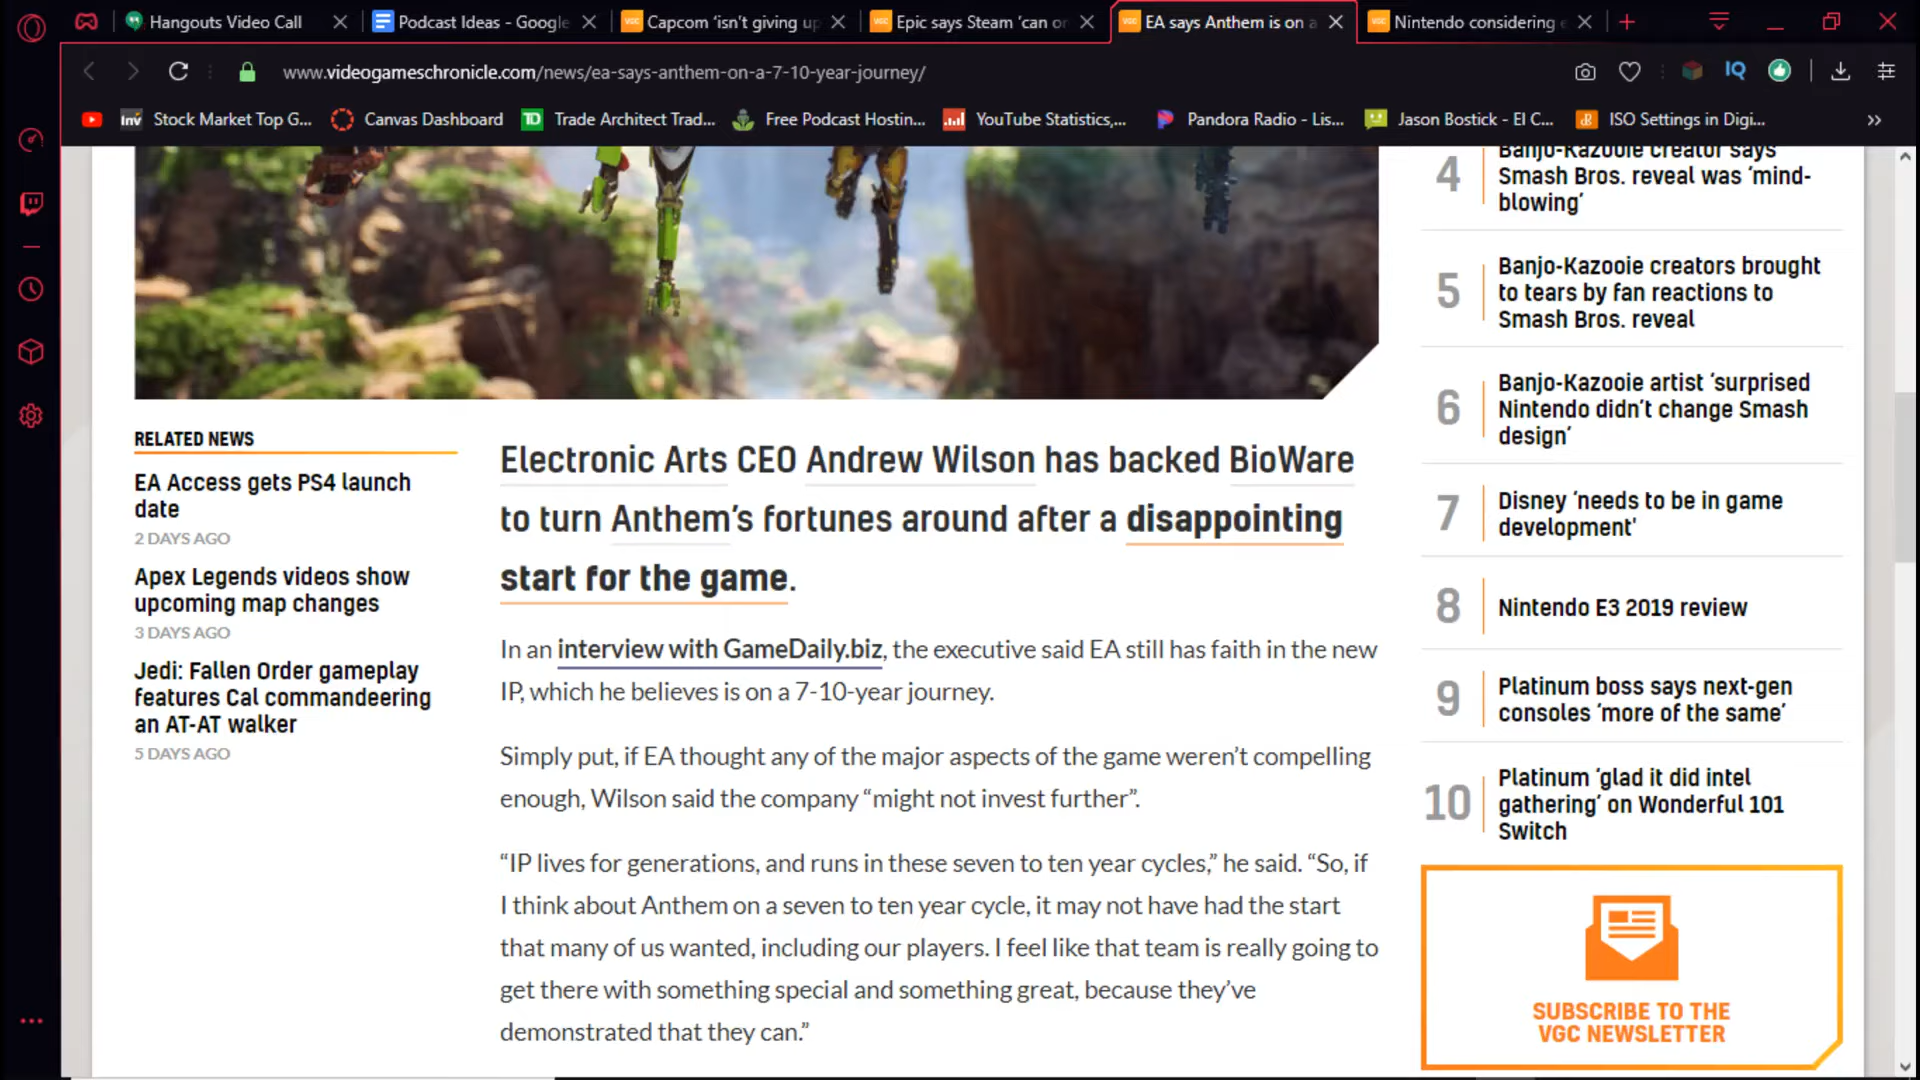 Hangouts Video Call
Podcast Ideas - Google
Capcom ‘isn’t giving up
Epic says Steam ‘can on
EA says Anthem is on a
Nintendo considering e
www.videogameschronicle.com/news/ea-says-anthem-on-a-7-10-year-journey/
IQ
Inv Stock Market Top G...
Canvas Dashboard
TD Trade Architect Trad...
Free Podcast Hostin...
YouTube Statistics,...
Pandora Radio - Lis...
Jason Bostick - El C...
ISO Settings in Digi...
RELATED NEWS
EA Access gets PS4 launch
date
2 DAYS AGO
Apex Legends videos show
upcoming map changes
3 DAYS AGO
Jedi: Fallen Order gameplay
features Cal commandeering
an AT-AT walker
5 DAYS AGO
Electronic Arts CEO Andrew Wilson has backed BioWare
to turn Anthem’s fortunes around after a disappointing
start for the game.
In an interview with GameDaily.biz, the executive said EA still has faith in the new
IP, which he believes is on a 7-10-year journey.
Simply put, if EA thought any of the major aspects of the game weren’t compelling
enough, Wilson said the company “might not invest further”.
“IP lives for generations, and runs in these seven to ten year cycles,” he said. “So, if
I think about Anthem on a seven to ten year cycle, it may not have had the start
that many of us wanted, including our players. I feel like that team is really going to
get there with something special and something great, because they’ve
demonstrated that they can.”
4
Banjo-Kazooie creator says
Smash Bros. reveal was ‘mind-
blowing’
5
Banjo-Kazooie creators brought
to tears by fan reactions to
Smash Bros. reveal
6
Banjo-Kazooie artist ‘surprised
Nintendo didn’t change Smash
design’
7
Disney ‘needs to be in game
development'
8
Nintendo E3 2019 review
9
Platinum boss says next-gen
consoles ‘more of the same’
10
Platinum ‘glad it did intel
gathering’ on Wonderful 101
Switch
SUBSCRIBE TO THE
VGC NEWSLETTER